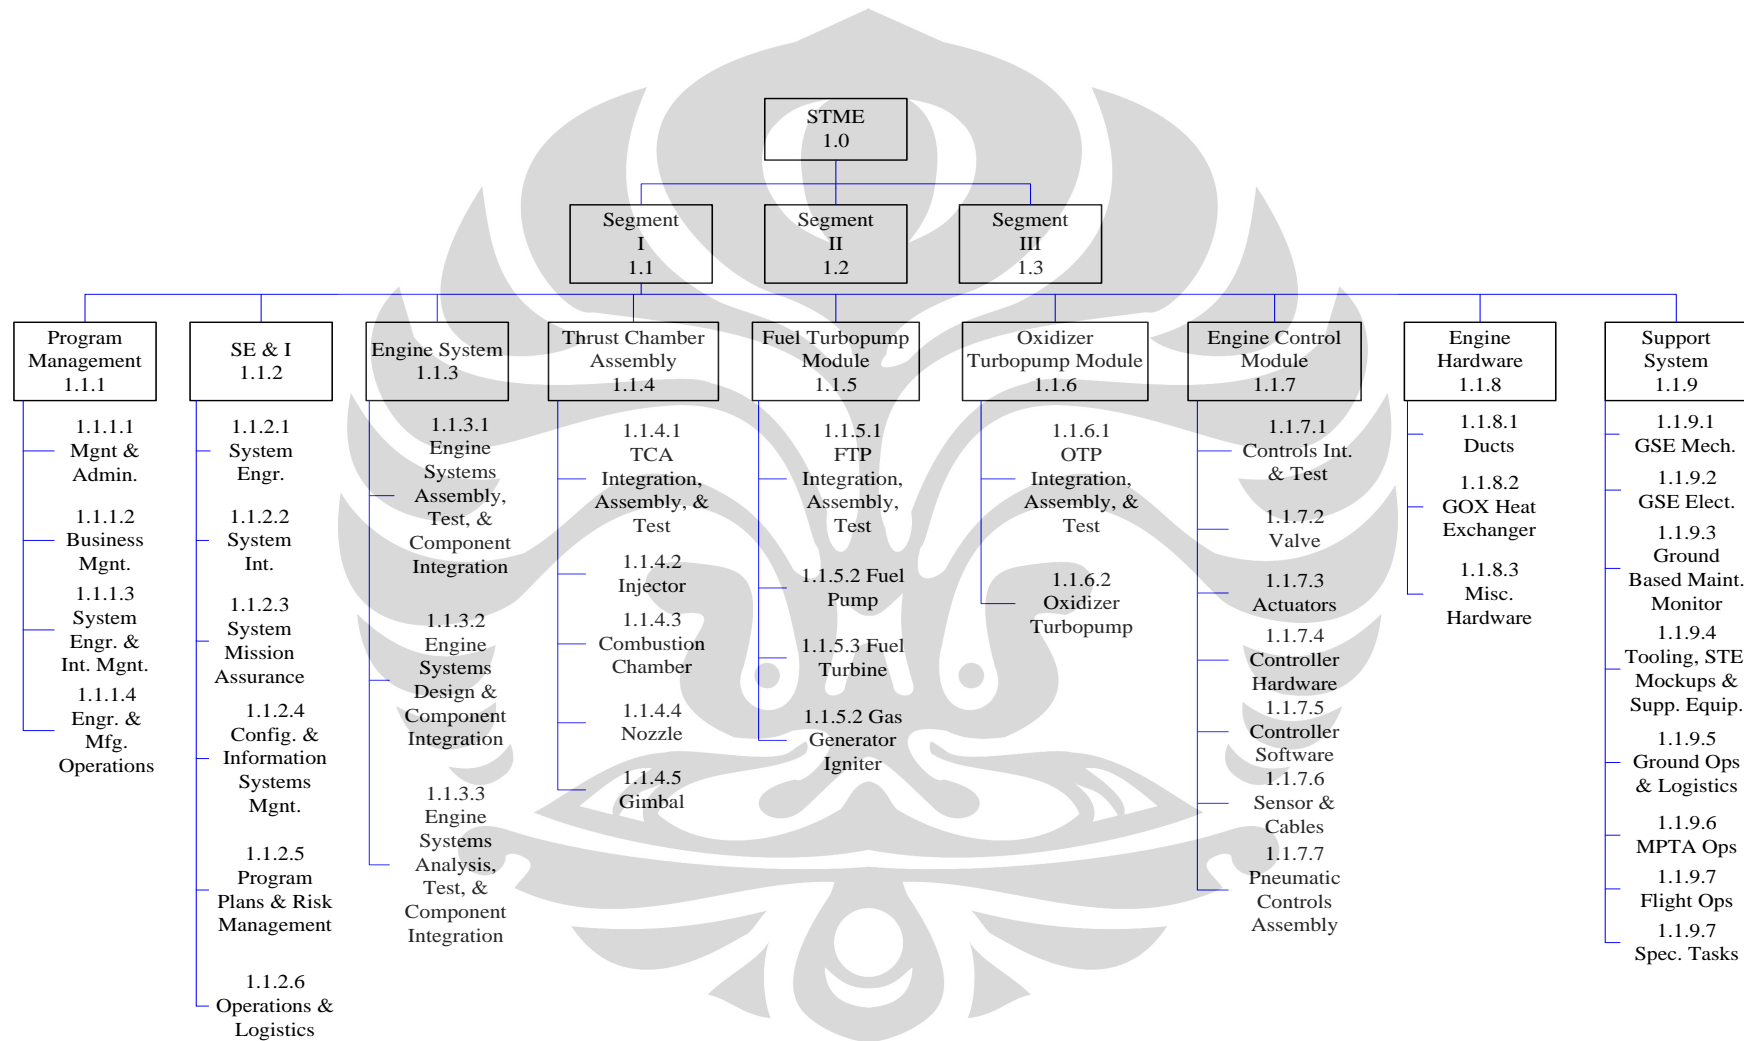 STME
1.0
Segment
I
1.1
Segment
II
1.2
Segment
III
1.3
Program
Management
1.1.1
SE & I
1.1.2
Engine System
1.1.3
Thrust Chamber
Assembly
1.1.4
Fuel Turbopump
Module
1.1.5
Oxidizer
Turbopump Module
1.1.6
Engine Control
Module
1.1.7
Engine
Hardware
1.1.8
Support
System
1.1.9
1.1.1.1
Mgnt &
Admin.
1.1.1.2
Business
Mgnt.
1.1.1.3
System
Engr. &
Int. Mgnt.
1.1.1.4
Engr. &
Mfg.
Operations
1.1.2.1
System
Engr.
1.1.2.2
System
Int.
1.1.2.3
System
Mission
Assurance
1.1.2.4
Config. &
Information
Systems
Mgnt.
1.1.2.5
Program
Plans & Risk
Management
1.1.2.6
Operations &
Logistics
1.1.3.1
Engine
Systems
Assembly,
Test, &
Component
Integration
1.1.3.2
Engine
Systems
Design &
Component
Integration
1.1.3.3
Engine
Systems
Analysis,
Test, &
Component
Integration
1.1.4.1
TCA
Integration,
Assembly, &
Test
1.1.4.2
Injector
1.1.4.3
Combustion
Chamber
1.1.4.4
Nozzle
1.1.4.5
Gimbal
1.1.5.1
FTP
Integration,
Assembly,
Test
1.1.5.2 Fuel
Pump
1.1.5.3 Fuel
Turbine
1.1.5.2 Gas
Generator
Igniter
1.1.6.1
OTP
Integration,
Assembly,
& Test
1.1.6.2
Oxidizer
Turbopump
1.1.7.1
Controls Int.
& Test
1.1.7.2
Valve
1.1.7.3
Actuators
1.1.7.4
Controller
Hardware
1.1.7.5
Controller
Software
1.1.7.6
Sensor &
Cables
1.1.7.7
Pneumatic
Controls
Assembly
1.1.8.1
Ducts
1.1.8.2
GOX Heat
Exchanger
1.1.8.3
Misc.
Hardware
1.1.9.1
GSE Mech.
1.1.9.2
GSE Elect.
1.1.9.3
Ground
Based Maint.
Monitor
1.1.9.4
Tooling, STE,
Mockups &
Supp. Equip.
1.1.9.5
Ground Ops
& Logistics
1.1.9.6
MPTA Ops
1.1.9.7
Flight Ops
1.1.9.7
Spec. Tasks